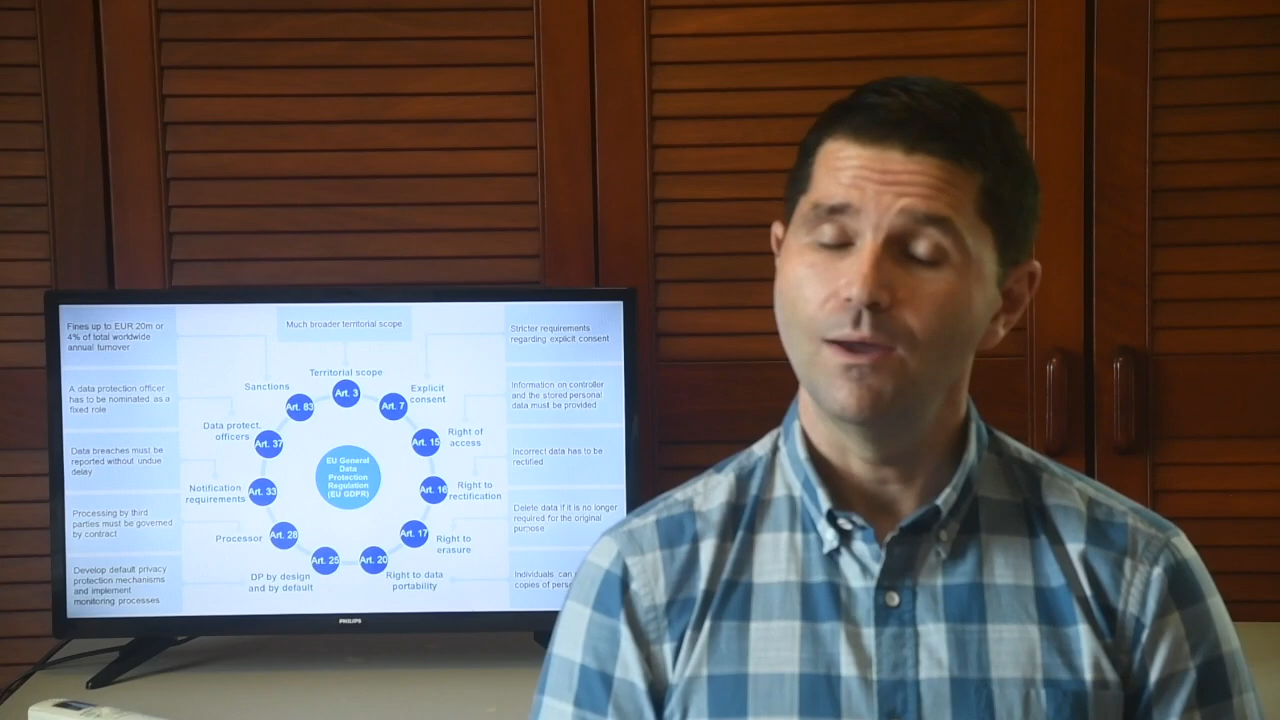 Fines up to EUR 20m or
4% of total worldwide
annual turnover
Much broader territorial scope
Stricter requirements
regarding explicit consent
A data protection officer
has to be nominated as a
fixed role
Sanctions
Territorial scope
Explicit
consent
Information on controller
and the stored personal
data must be provided
Art. 83
Art. 3
Art. 7
Data protect.
officers
Art. 37
Art. 15
Right of
access
Data breaches must be
reported without undue
delay
EU General
Data
Protection
Regulation
(EU GDPR)
Incorrect data has to be
rectified
Notification
requirements
Art. 33
Art. 16
Right to
rectification
Processing by third
parties must be governed
by contract
Processor
Art. 28
Art. 17
Right to
erasure
Delete data if it is no longer
required for the original
purpose
Develop default privacy
protection mechanisms
and implement
monitoring processes
DP by design
and by default
Art. 25
Art. 20
Right to data
portability
Individuals can
copies of
PHILIPS